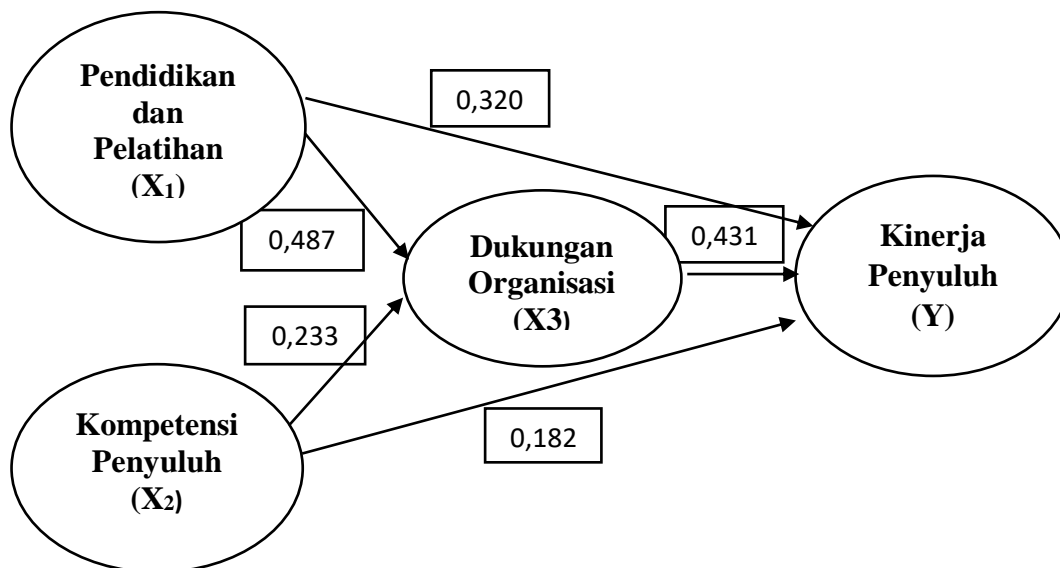 Pendidikan
dan
Pelatihan
(X₁)
0,320
0,487
Dukungan
Organisasi
(X3)
0,431
Kinerja
Penyuluh
(Y)
0,233
Kompetensi
Penyuluh
(X₂)
0,182